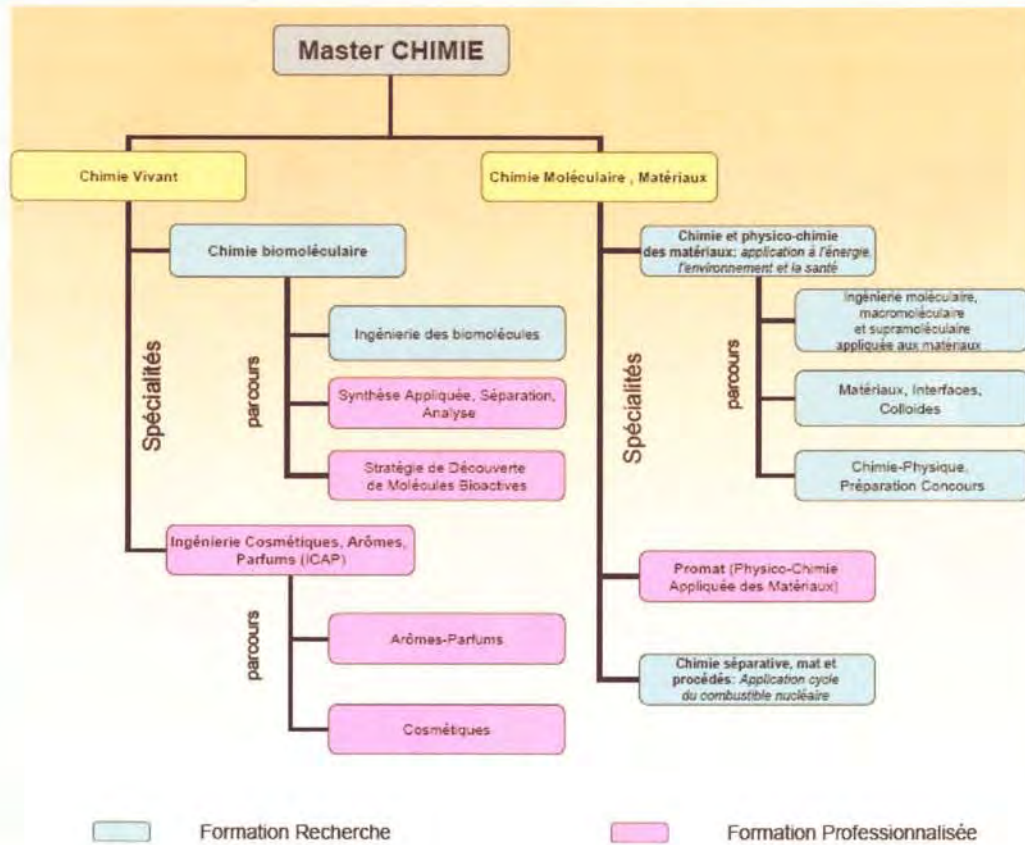 Master CHIMIE
Chimie Vivant
Chimie Moléculaire , Matériaux
Spécialités
Chimie biomoléculaire
parcours
Ingénierie des biomolécules
Synthèse Appliquée, Séparation,
Analyse
Stratégie de Découverte
de Molécules Bioactives
Ingénierie Cosmétiques, Arômes,
Parfums (ICAP)
parcours
Arômes-Parfums
Cosmétiques
Spécialités
Chimie et physico-chimie
des matériaux: application à l'énergie,
l'environnement et la santé
parcours
Ingénierie moléculaire,
macromoléculaire
et supramoléculaire
appliquée aux matériaux
Matériaux, Interfaces,
Colloides
Chimie-Physique,
Préparation Concours
Promat (Physico-Chimie
Appliquée des Matériaux)
Chimie séparative, mat et
procédés: Application cycle
du combustible nucléaire
Formation Recherche
Formation Professionnalisée